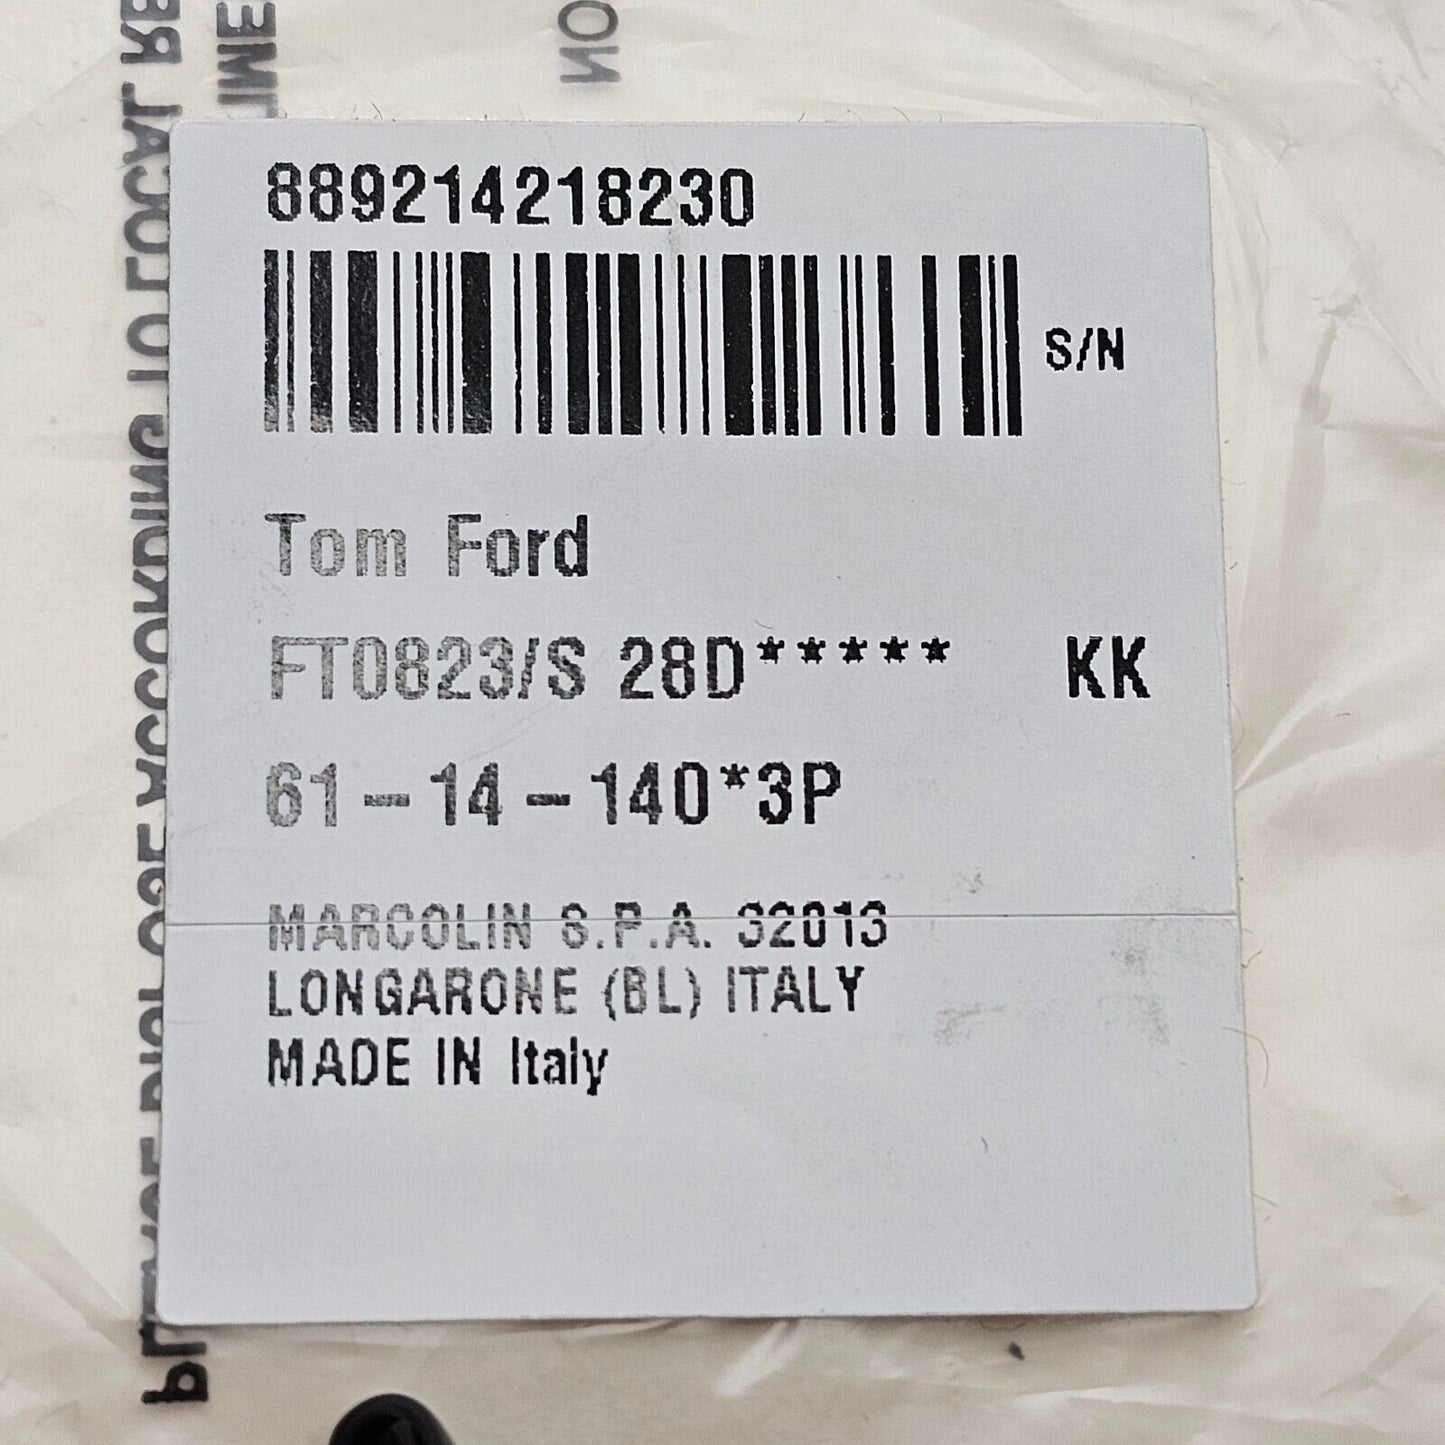 889214218230
S/N
Tom Ford
FT0823/S 28D***** KK
61-14-140*3P
MARCOLIN S.P.A. 32013
LONGARONE (BL) ITALY
MADE IN Italy